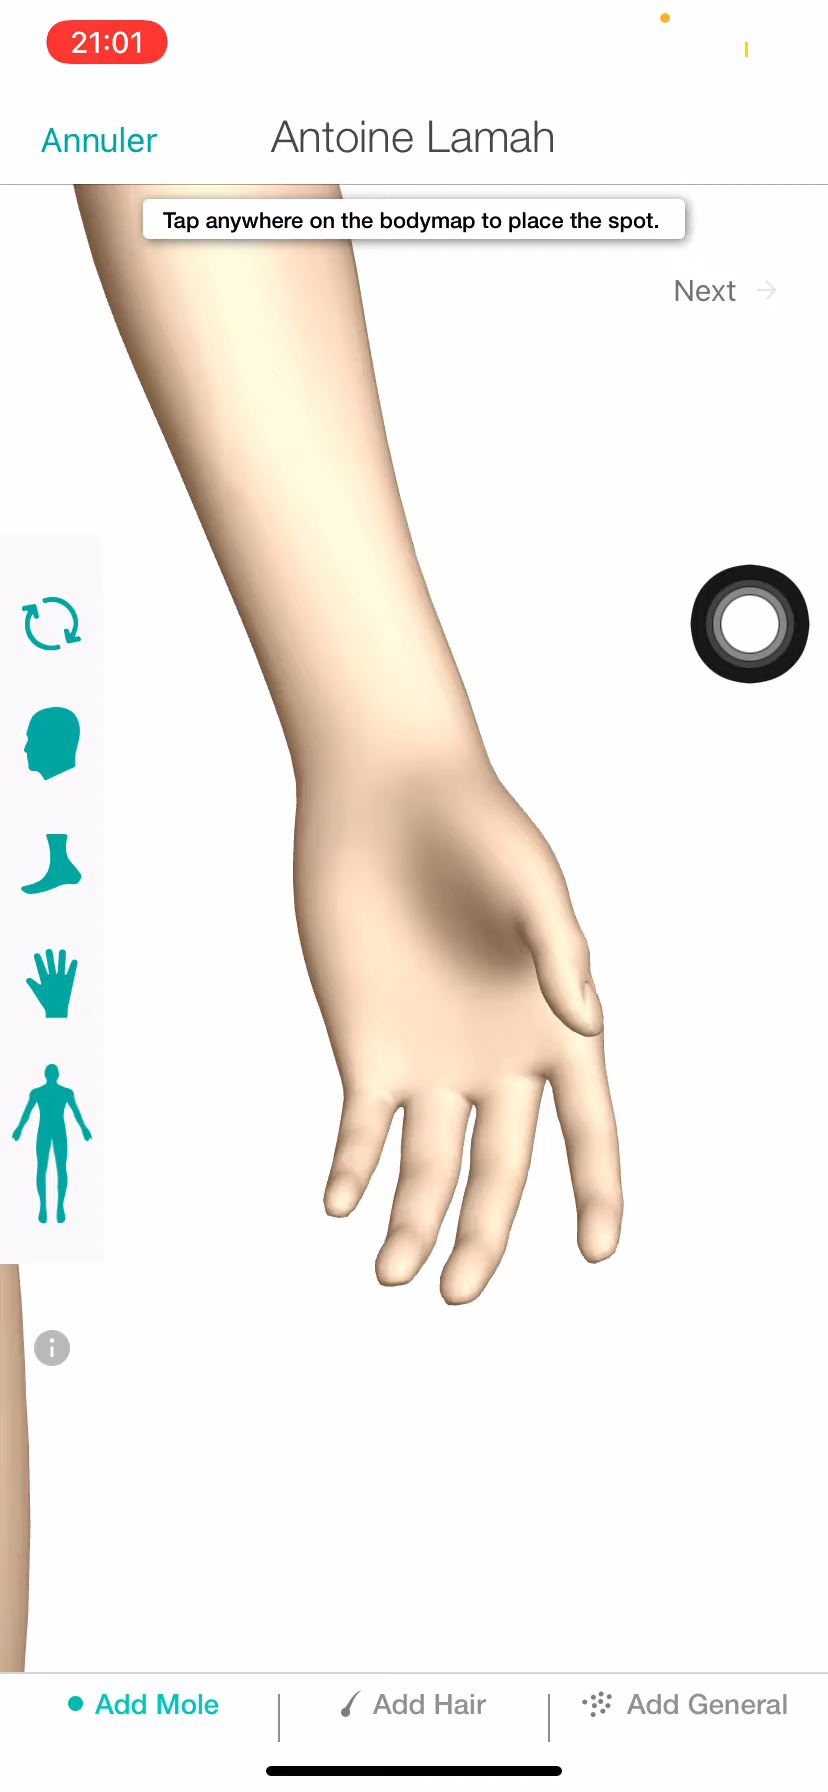 21:01
Annuler
Antoine Lamah
Tap anywhere on the bodymap to place the spot.
Next
Add Mole
Add Hair
Add General